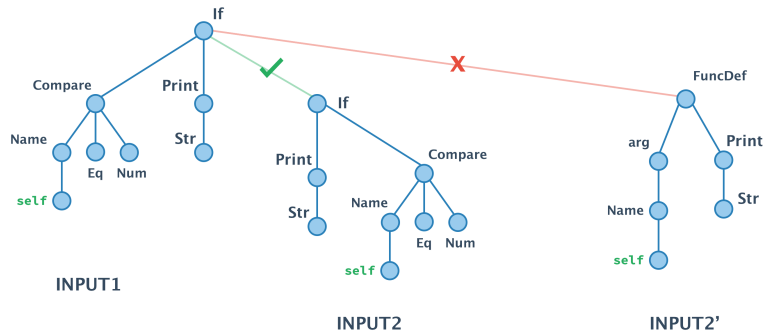 If
X
FuncDef
Compare
Print
If
Name
Str
arg
Print
Eq
Num
Print
Compare
self
Str
Name
Name
Str
Eq
Num
self
self
INPUT1
INPUT2
INPUT2’